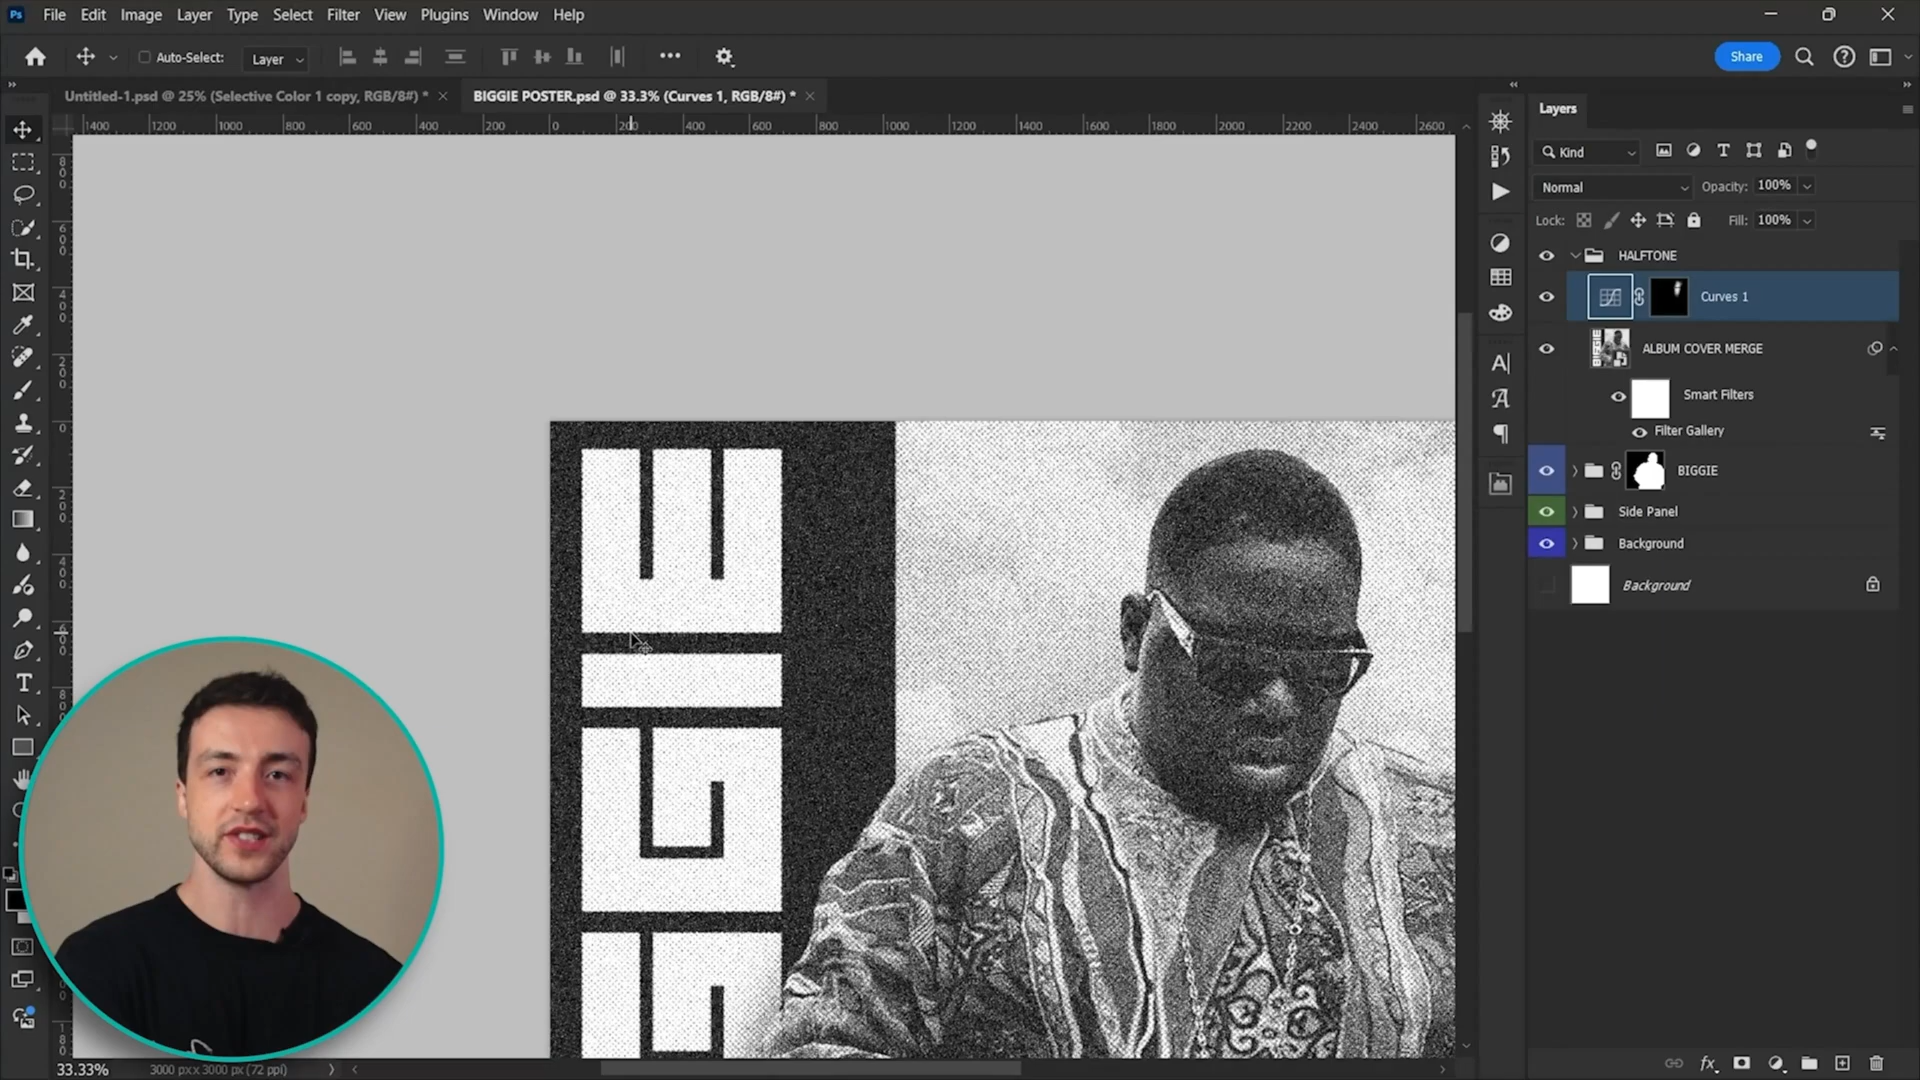 Ps File Edit Image Layer Type Select Filter View Plugins Window Help
Auto-Select: Layer Share
Untitled-1.psd @ 25% (Selective Color 1 copy, RGB/8#) * BIGGIE POSTER.psd @ 33.3% (Curves 1, RGB/8#) *
1400 1200 1000 800 600 400 200 0 200 400 600 800 1000 1200 1400 1600 1800 2000 2200 2400 2600
Layers
Kind
Normal Opacity: 100%
Lock: Fill: 100%
HALFTONE
Curves 1
ALBUM COVER MERGE
Smart Filters
Filter Gallery
BIGGIE
Side Panel
Background
Background
33.33% 3000 px x 3000 px (72 ppi)